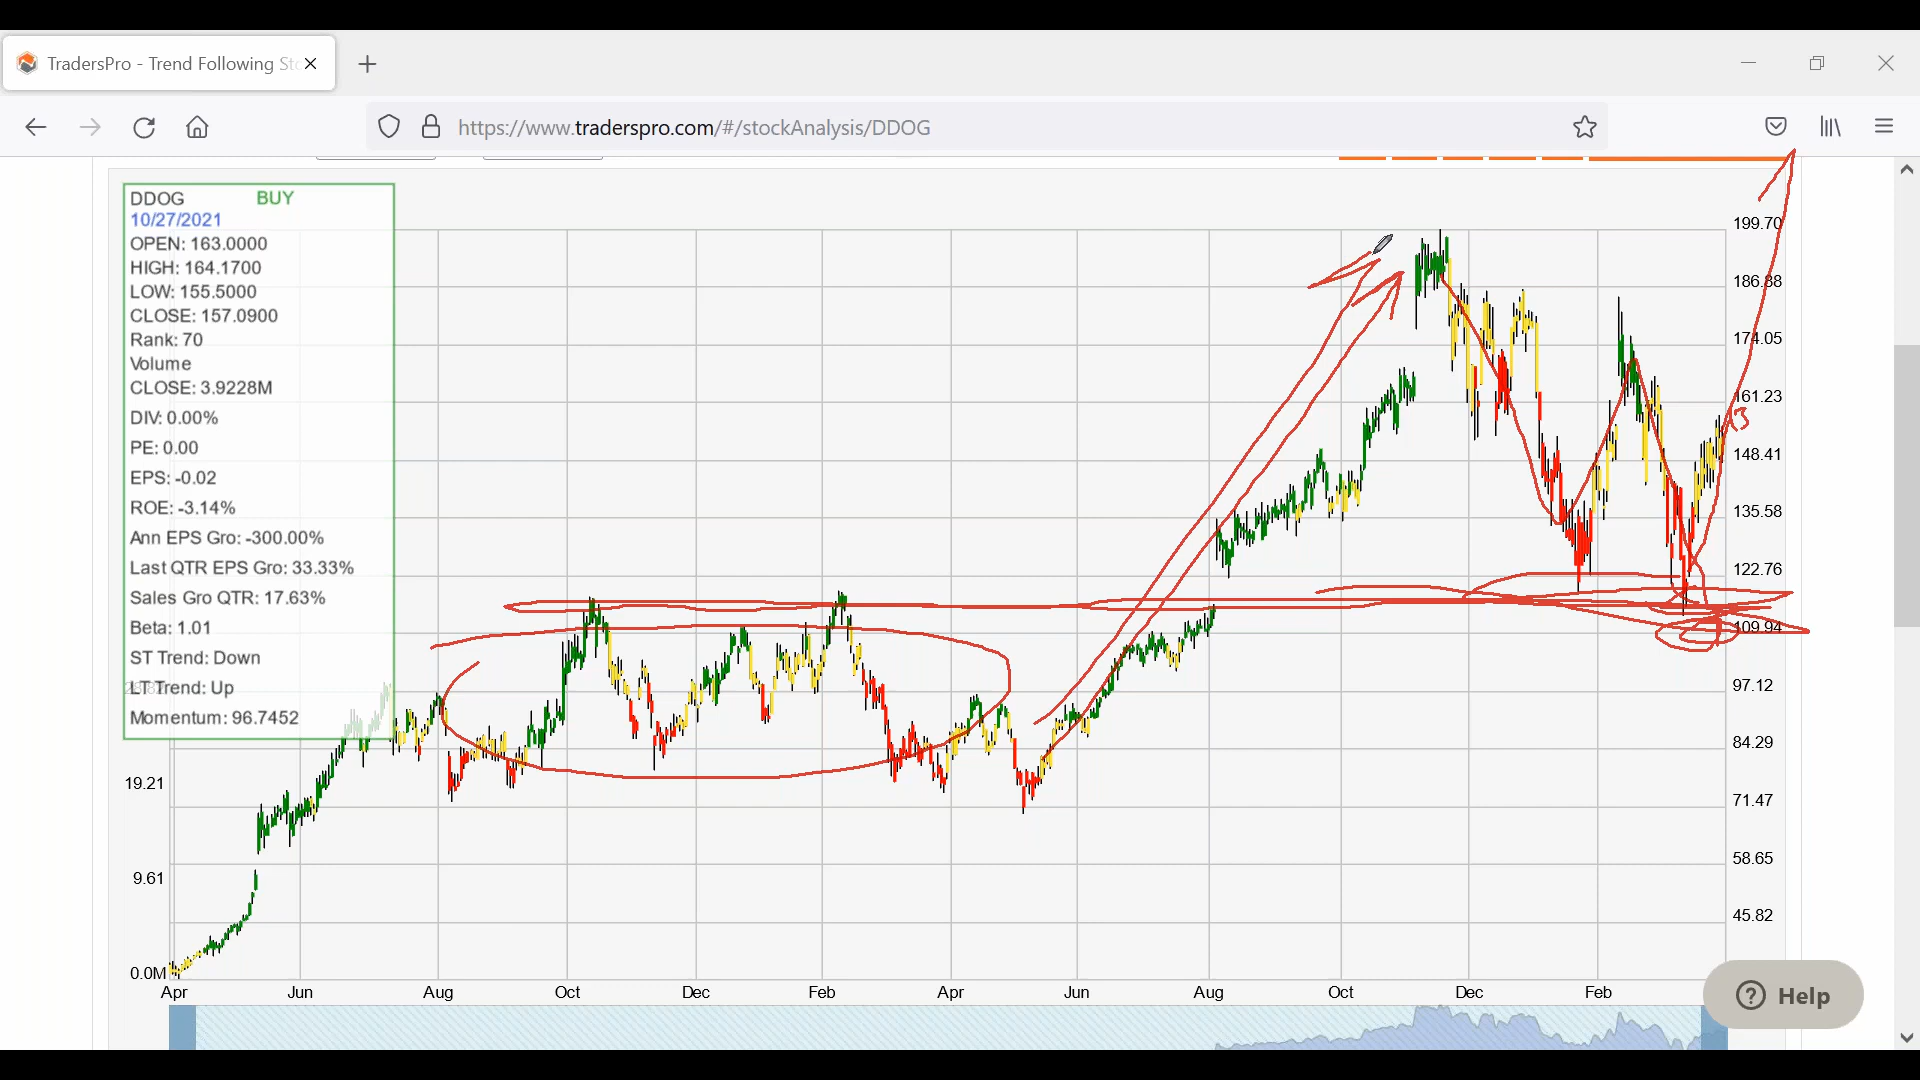 TradersPro - Trend Following St
https://www.traderspro.com/#/stockAnalysis/DDOG
DDOG BUY
10/27/2021
OPEN: 163.0000
HIGH: 164.1700
LOW: 155.5000
CLOSE: 157.0900
Rank: 70
Volume
CLOSE: 3.9228M
DIV: 0.00%
PE: 0.00
EPS: -0.02
ROE: -3.14%
Ann EPS Gro: -300.00%
Last QTR EPS Gro: 33.33%
Sales Gro QTR: 17.63%
Beta: 1.01
ST Trend: Down
LT Trend: Up
Momentum: 96.7452
19.21
9.61
0.0M
199.70
186.88
174.05
161.23
148.41
135.58
122.76
109.94
97.12
84.29
71.47
58.65
45.82
Apr Jun Aug Oct Dec Feb Apr Jun Aug Oct Dec Feb
Help